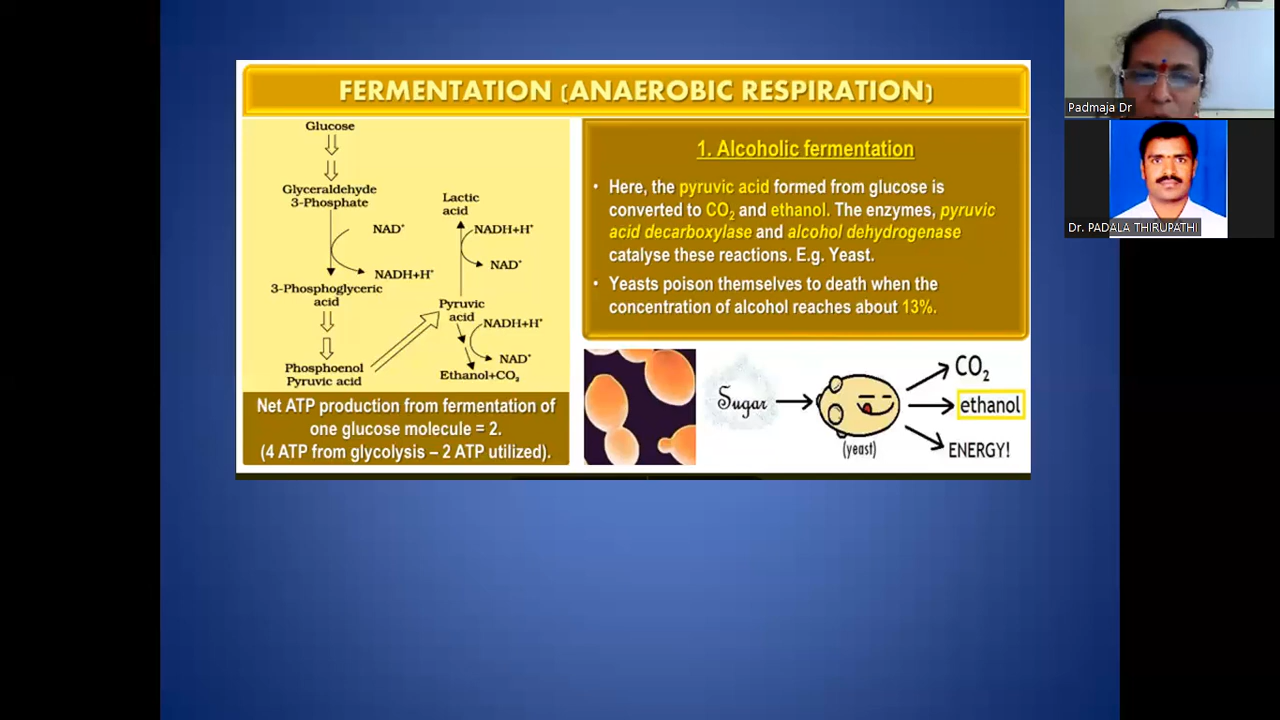 FERMENTATION (ANAEROBIC RESPIRATION)
Glucose
Glyceraldehyde
3-Phosphate
NAD⁺
NADH+H⁺
3-Phosphoglyceric
acid
Phosphoenol
Pyruvic acid
Lactic
acid
NADH+H⁺
NAD⁺
Pyruvic
acid
NADH+H⁺
NAD⁺
Ethanol+CO₂
Net ATP production from fermentation of
one glucose molecule = 2.
(4 ATP from glycolysis – 2 ATP utilized).
1. Alcoholic fermentation
• Here, the pyruvic acid formed from glucose is
converted to CO₂ and ethanol. The enzymes, pyruvic
acid decarboxylase and alcohol dehydrogenase
catalyse these reactions. E.g. Yeast.
• Yeasts poison themselves to death when the
concentration of alcohol reaches about 13%.
Sugar
(yeast)
CO₂
ethanol
ENERGY!
Padmaja Dr
Dr. PADALA THIRUPATHI